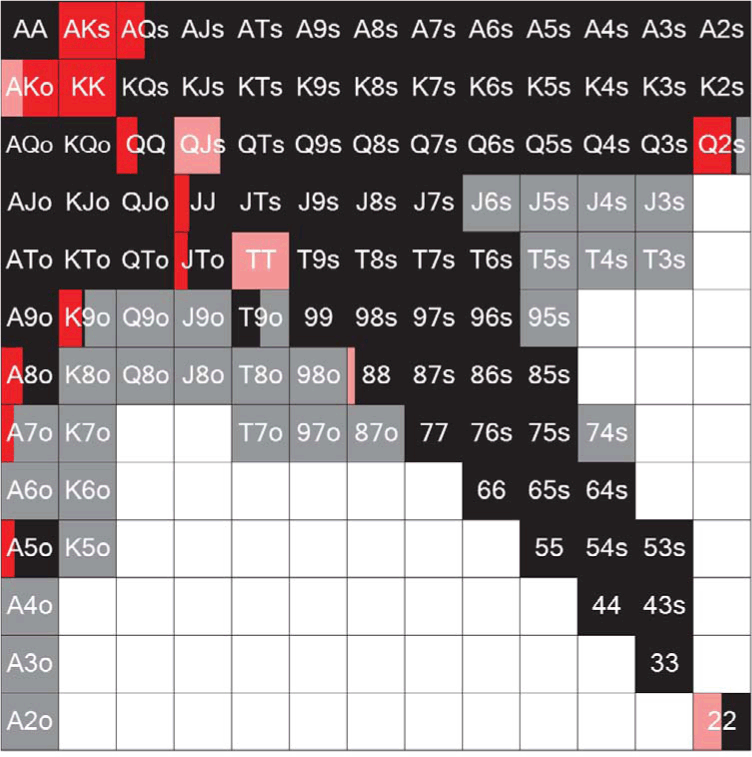 AA AKs AQs AJs ATs A9s A8s A7s A6s A5s A4s A3s A2s
AKo KK KQs KJs KTs K9s K8s K7s K6s K5s K4s K3s K2s
AQo KQo QQ QJs QTs Q9s Q8s Q7s Q6s Q5s Q4s Q3s Q2s
AJo KJo QJo JJ JTs J9s J8s J7s J6s J5s J4s J3s
ATo KTo QTo JTo TT T9s T8s T7s T6s T5s T4s T3s
A9o K9o Q9o J9o T9o 99 98s 97s 96s 95s
A8o K8o Q8o J8o T8o 98o 88 87s 86s 85s
A7o K7o T7o 97o 87o 77 76s 75s 74s
A6o K6o 66 65s 64s
A5o K5o 55 54s 53s
A4o 44 43s
A3o 33
A2o 22